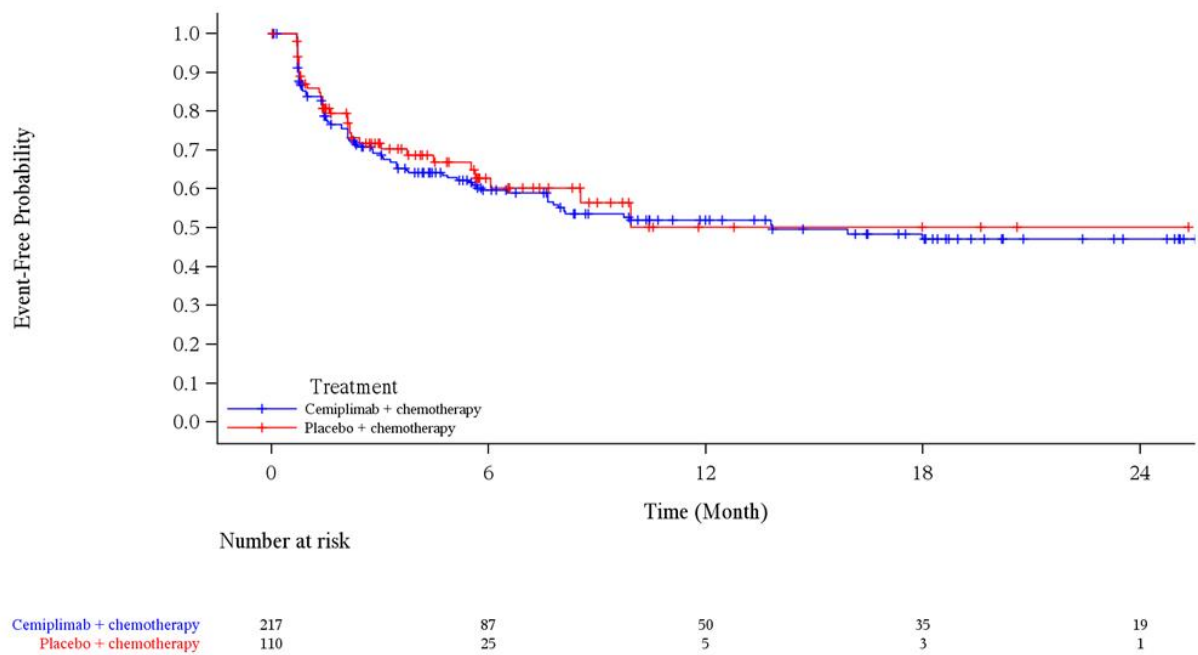 1.0
0.9
0.8
0.7
0.6
0.5
0.4
0.3
0.2
0.1
0.0
Event-Free Probability
Treatment
Cemiplimab + chemotherapy
Placebo + chemotherapy
0 6 12 18 24
Time (Month)
Number at risk
Cemiplimab + chemotherapy 217 87 50 35 19
Placebo + chemotherapy 110 25 5 3 1